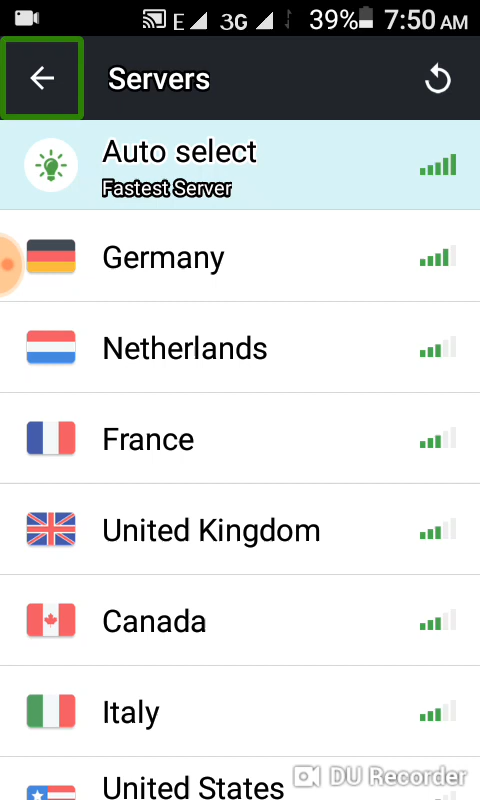 E 3G 39% 7:50 AM
Servers
Auto select
Fastest Server
Germany
Netherlands
France
United Kingdom
Canada
Italy
United States
DU Recorder